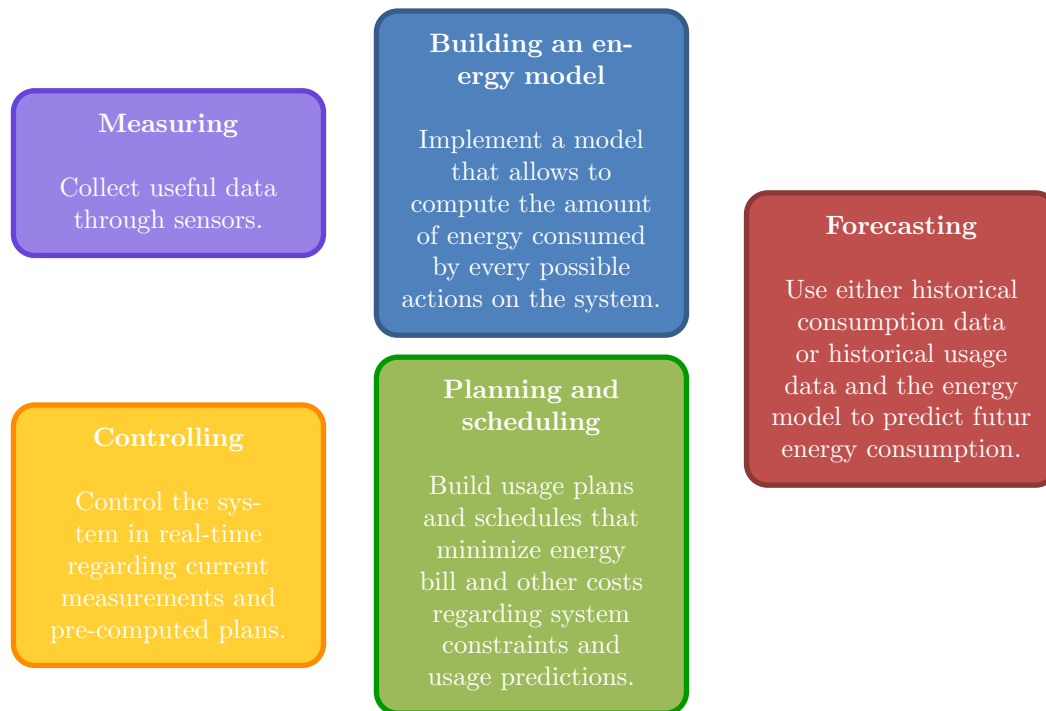 Measuring
Collect useful data
through sensors.
Building an en-
ergy model
Implement a model
that allows to
compute the amount
of energy consumed
by every possible
actions on the system.
Forecasting
Use either historical
consumption data
or historical usage
data and the energy
model to predict futur
energy consumption.
Controlling
Control the sys-
tem in real-time
regarding current
measurements and
pre-computed plans.
Planning and
scheduling
Build usage plans
and schedules that
minimize energy
bill and other costs
regarding system
constraints and
usage predictions.